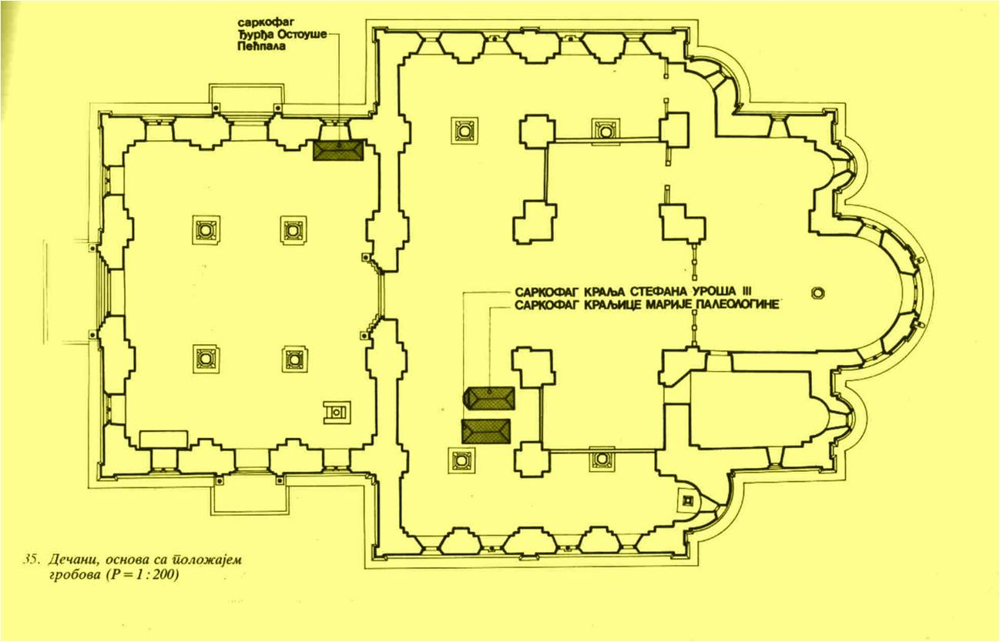 саркофаг
Ђурђа Остоуше
Пећпала
САРКОФАГ КРАЉА СТЕФАНА УРОША III
САРКОФАГ КРАЉИЦЕ МАРИЈЕ ПАЛЕОЛОГИНЕ
35. Дечани, основа са положајем
гробова (Р = 1 : 200)